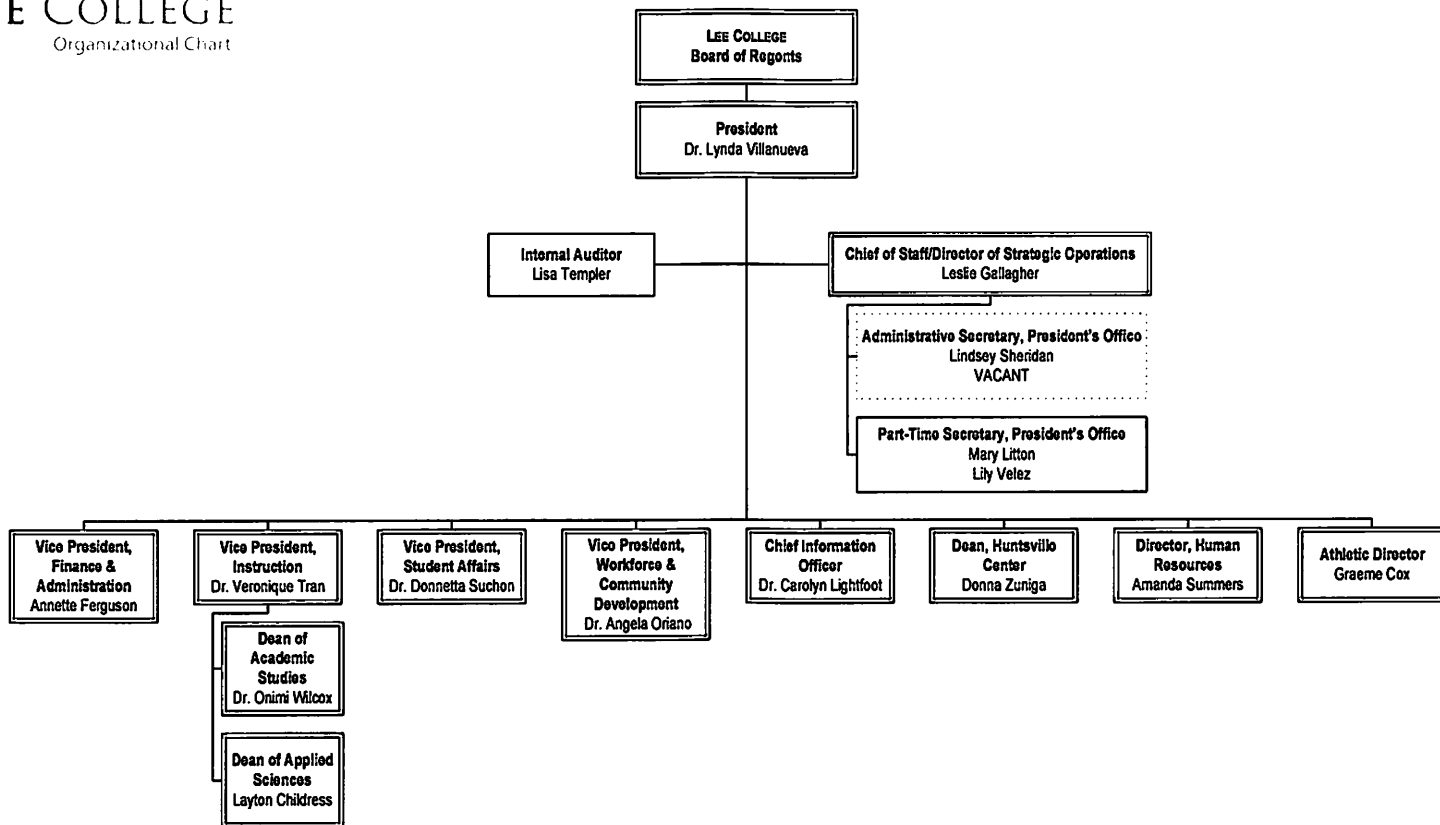 E COLLEGE
Organizational Chart
LEE COLLEGE
Board of Regents
President
Dr. Lynda Villanueva
Internal Auditor
Lisa Templer
Chief of Staff/Director of Strategic Operations
Leslie Gallagher
Administrative Secretary, President's Office
Lindsey Sheridan
VACANT
Part-Time Secretary, President's Office
Mary Litton
Lily Velez
Vice President,
Finance &
Administration
Annette Ferguson
Vice President,
Instruction
Dr. Veronique Tran
Vice President,
Student Affairs
Dr. Donnetta Suchon
Vice President,
Workforce &
Community
Development
Dr. Angela Oriano
Chief Information
Officer
Dr. Carolyn Lightfoot
Dean, Huntsville
Center
Donna Zuniga
Director, Human
Resources
Amanda Summers
Athletic Director
Graeme Cox
Dean of
Academic
Studies
Dr. Onimi Wilcox
Dean of Applied
Sciences
Layton Childress